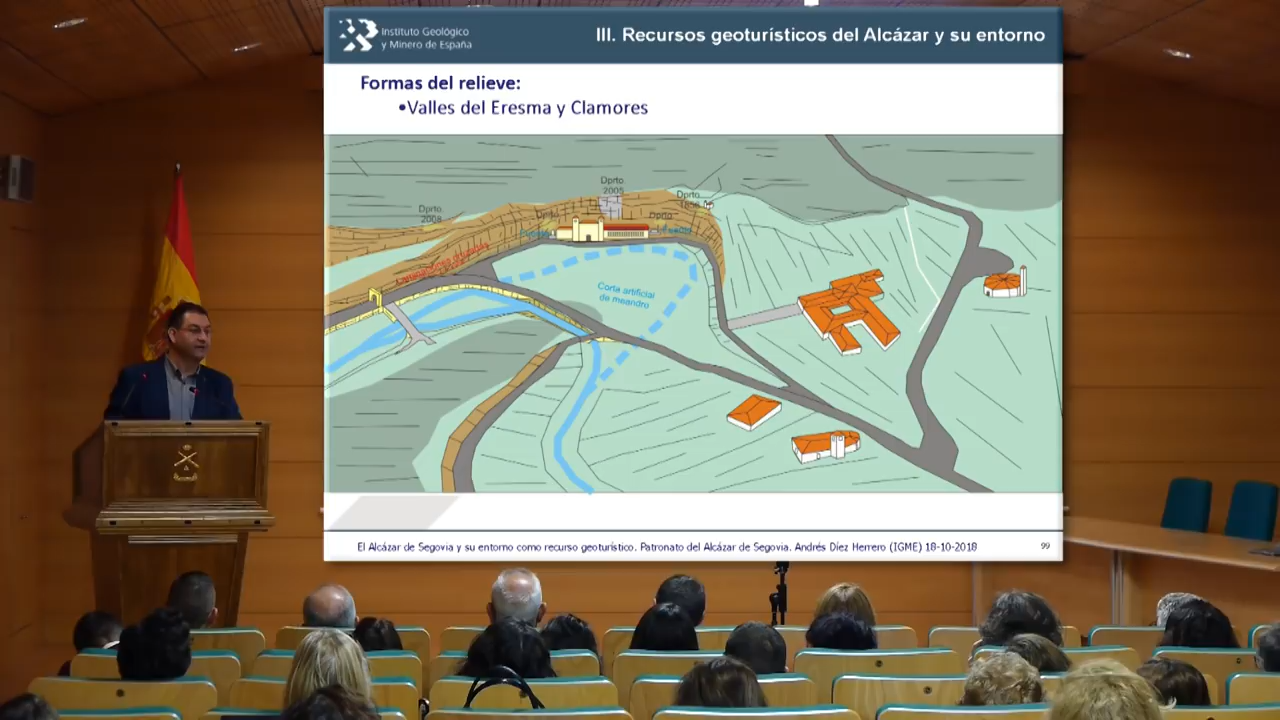 Instituto Geológico
y Minero de España
III. Recursos geoturísticos del Alcázar y su entorno
Formas del relieve:
•Valles del Eresma y Clamores
Dprto.
2005
Dprto.
Dprto.
2008
Dprto.
Dprto.
Corta artificial
de meandro
El Alcázar de Segovia y su entorno como recurso geoturístico. Patronato del Alcázar de Segovia. Andrés Díez Herrero (IGME) 18-10-2018
99